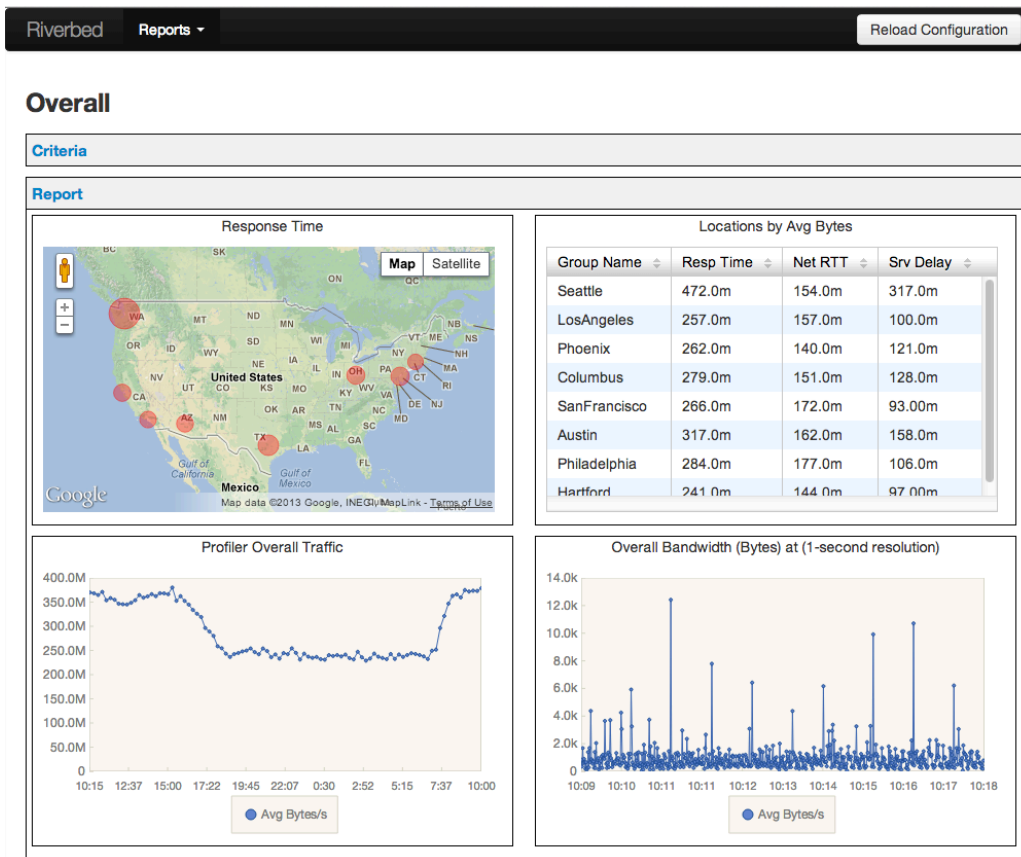 Riverbed Reports Reload Configuration
Overall
Criteria
Report
Response Time
BC SK ON QC
Map Satellite
WA MT ND MN NB
OR ID SD WI MI VT ME NS
WY NY NH
NE IA MA
NV UT United States IL IN OH PA CT RI
CA CO KS MO KY WV VA DE NJ
AZ NM OK AR TN NC MD
MS AL SC
TX LA GA
FL
Gulf of
California
Gulf of
Mexico
Mexico
Google
Map data ©2013 Google, INEGI, MapLink - Terms of Use
Locations by Avg Bytes
Group Name Resp Time Net RTT Srv Delay
Seattle 472.0m 154.0m 317.0m
LosAngeles 257.0m 157.0m 100.0m
Phoenix 262.0m 140.0m 121.0m
Columbus 279.0m 151.0m 128.0m
SanFrancisco 266.0m 172.0m 93.00m
Austin 317.0m 162.0m 158.0m
Philadelphia 284.0m 177.0m 106.0m
Hartford 241.0m 144.0m 97.00m
Profiler Overall Traffic
400.0M
350.0M
300.0M
250.0M
200.0M
150.0M
100.0M
50.0M
0
10:15 12:37 15:00 17:22 19:45 22:07 0:30 2:52 5:15 7:37 10:00
Avg Bytes/s
Overall Bandwidth (Bytes) at (1-second resolution)
14.0k
12.0k
10.0k
8.0k
6.0k
4.0k
2.0k
0
10:09 10:10 10:11 10:11 10:12 10:13 10:14 10:15 10:16 10:17 10:18
Avg Bytes/s